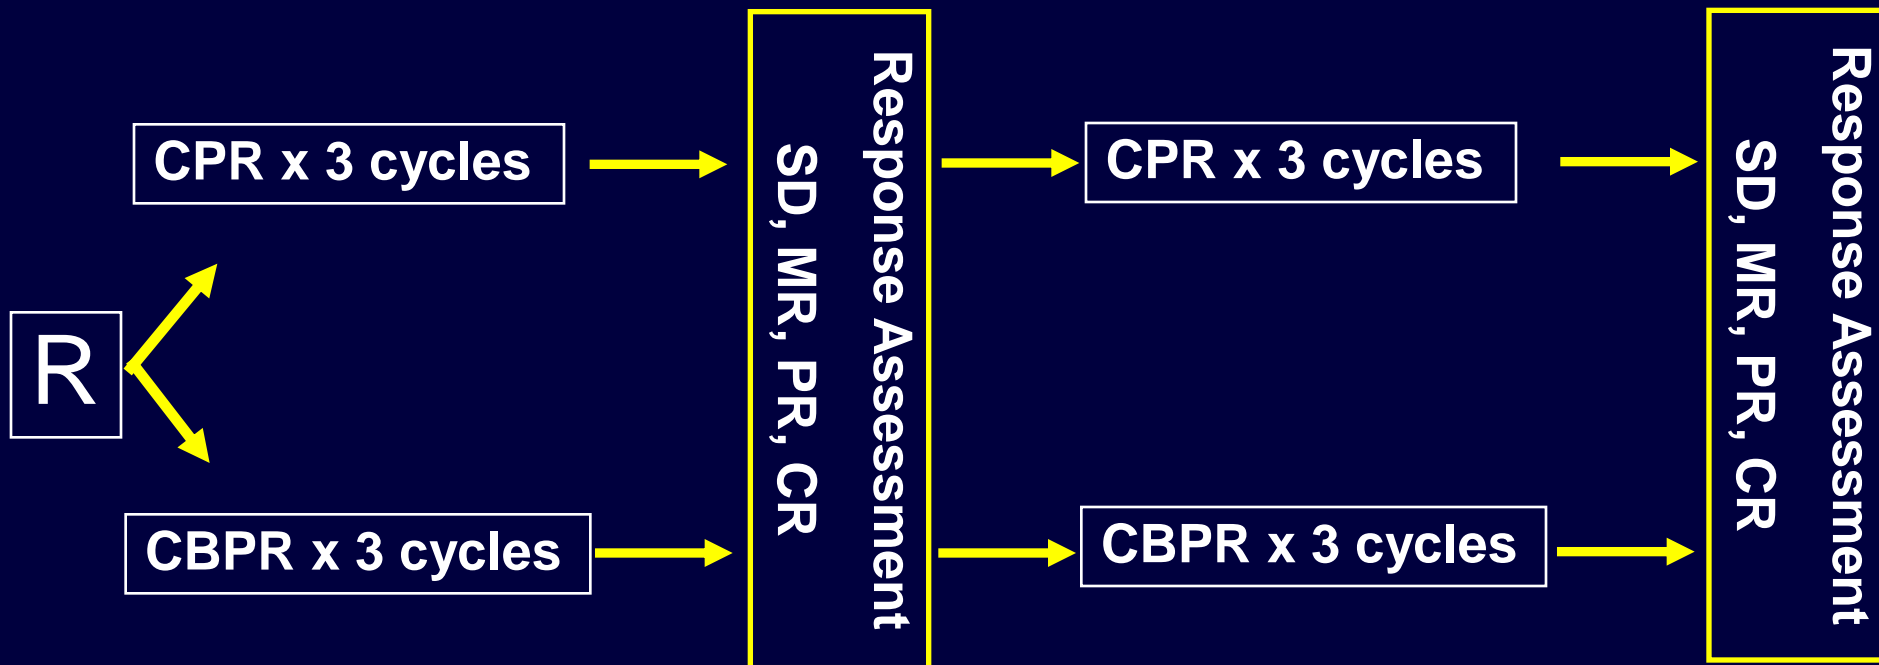 R
CPR x 3 cycles
CBPR x 3 cycles
Response Assessment
SD, MR, PR, CR
CPR x 3 cycles
CBPR x 3 cycles
Response Assessment
SD, MR, PR, CR